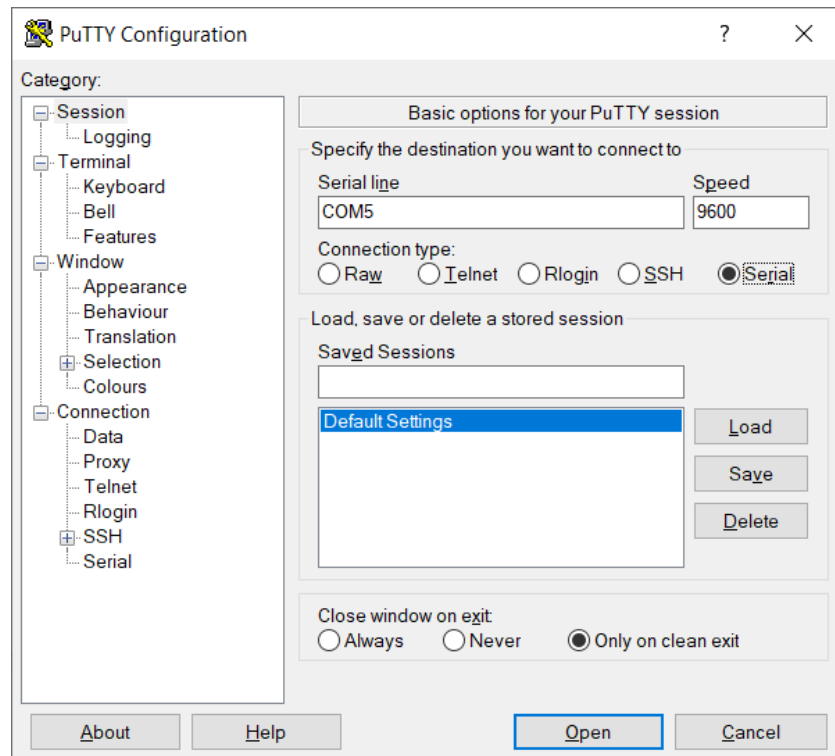 PuTTY Configuration
?
Category:
Session
Logging
Terminal
Keyboard
Bell
Features
Window
Appearance
Behaviour
Translation
Selection
Colours
Connection
Data
Proxy
Telnet
Rlogin
SSH
Serial
Basic options for your PuTTY session
Specify the destination you want to connect to
Serial line Speed
COM5 9600
Connection type:
Raw Telnet Rlogin SSH Serial
Load, save or delete a stored session
Saved Sessions
Default Settings
Load
Save
Delete
Close window on exit:
Always Never Only on clean exit
About Help Open Cancel